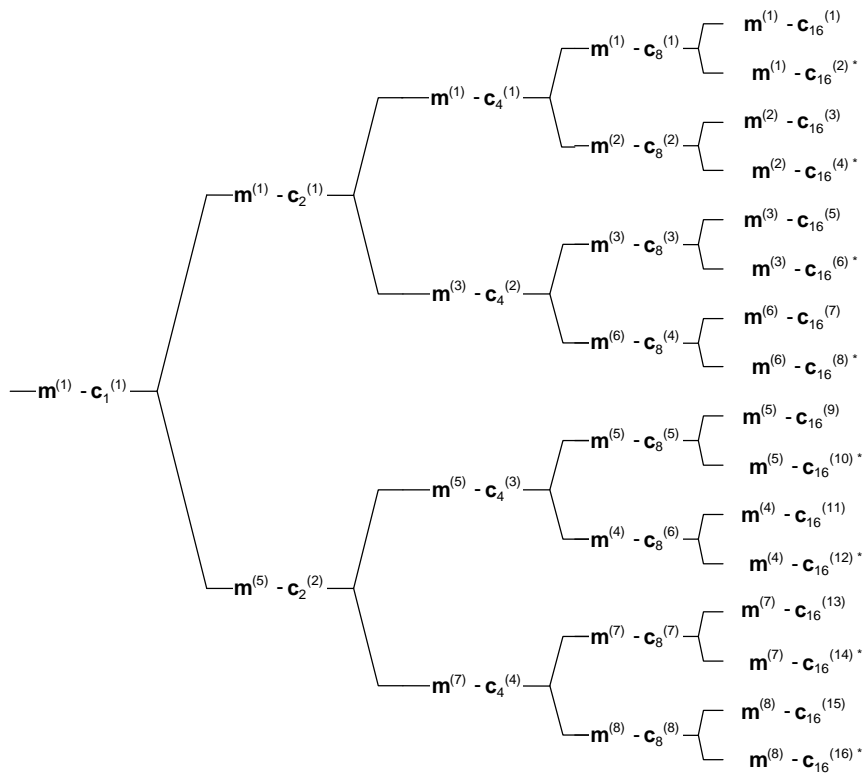 m(1) - c16(1)
m(1) - c8(1)
m(1) - c16(2) *
m(1) - c4(1)
m(2) - c16(3)
m(2) - c8(2)
m(2) - c16(4) *
m(1) - c2(1)
m(3) - c16(5)
m(3) - c8(3)
m(3) - c16(6) *
m(3) - c4(2)
m(6) - c16(7)
m(6) - c8(4)
m(6) - c16(8) *
m(1) - c1(1)
m(5) - c16(9)
m(5) - c8(5)
m(5) - c16(10) *
m(5) - c4(3)
m(4) - c16(11)
m(4) - c8(6)
m(4) - c16(12) *
m(5) - c2(2)
m(7) - c16(13)
m(7) - c8(7)
m(7) - c16(14) *
m(7) - c4(4)
m(8) - c16(15)
m(8) - c8(8)
m(8) - c16(16) *